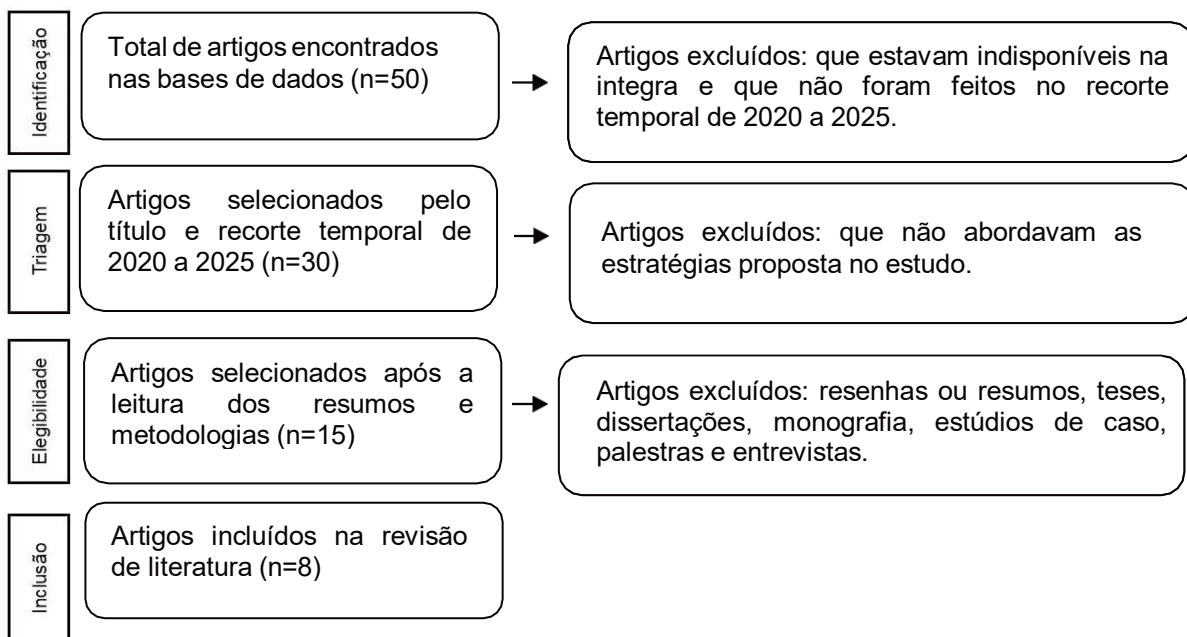 Identificação
Total de artigos encontrados
nas bases de dados (n=50)
Artigos excluídos: que estavam indisponíveis na
integra e que não foram feitos no recorte
temporal de 2020 a 2025.
Triagem
Artigos selecionados pelo
título e recorte temporal de
2020 a 2025 (n=30)
Artigos excluídos: que não abordavam as
estratégias proposta no estudo.
Elegibilidade
Artigos selecionados após a
leitura dos resumos e
metodologias (n=15)
Artigos excluídos: resenhas ou resumos, teses,
dissertações, monografia, estúdios de caso,
palestras e entrevistas.
Inclusão
Artigos incluídos na revisão
de literatura (n=8)